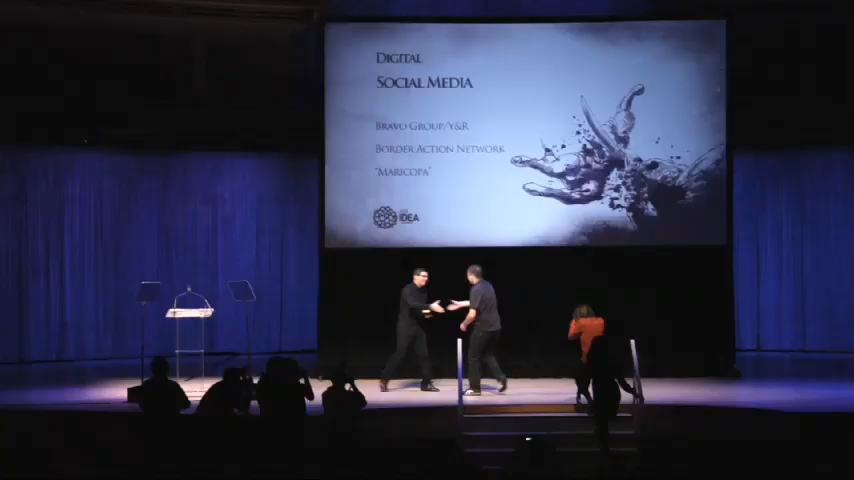 DIGITAL
SOCIAL MEDIA
BRAVO GROUP/Y&R
BORDER ACTION NETWORK
"MARICOPA"
IDEA